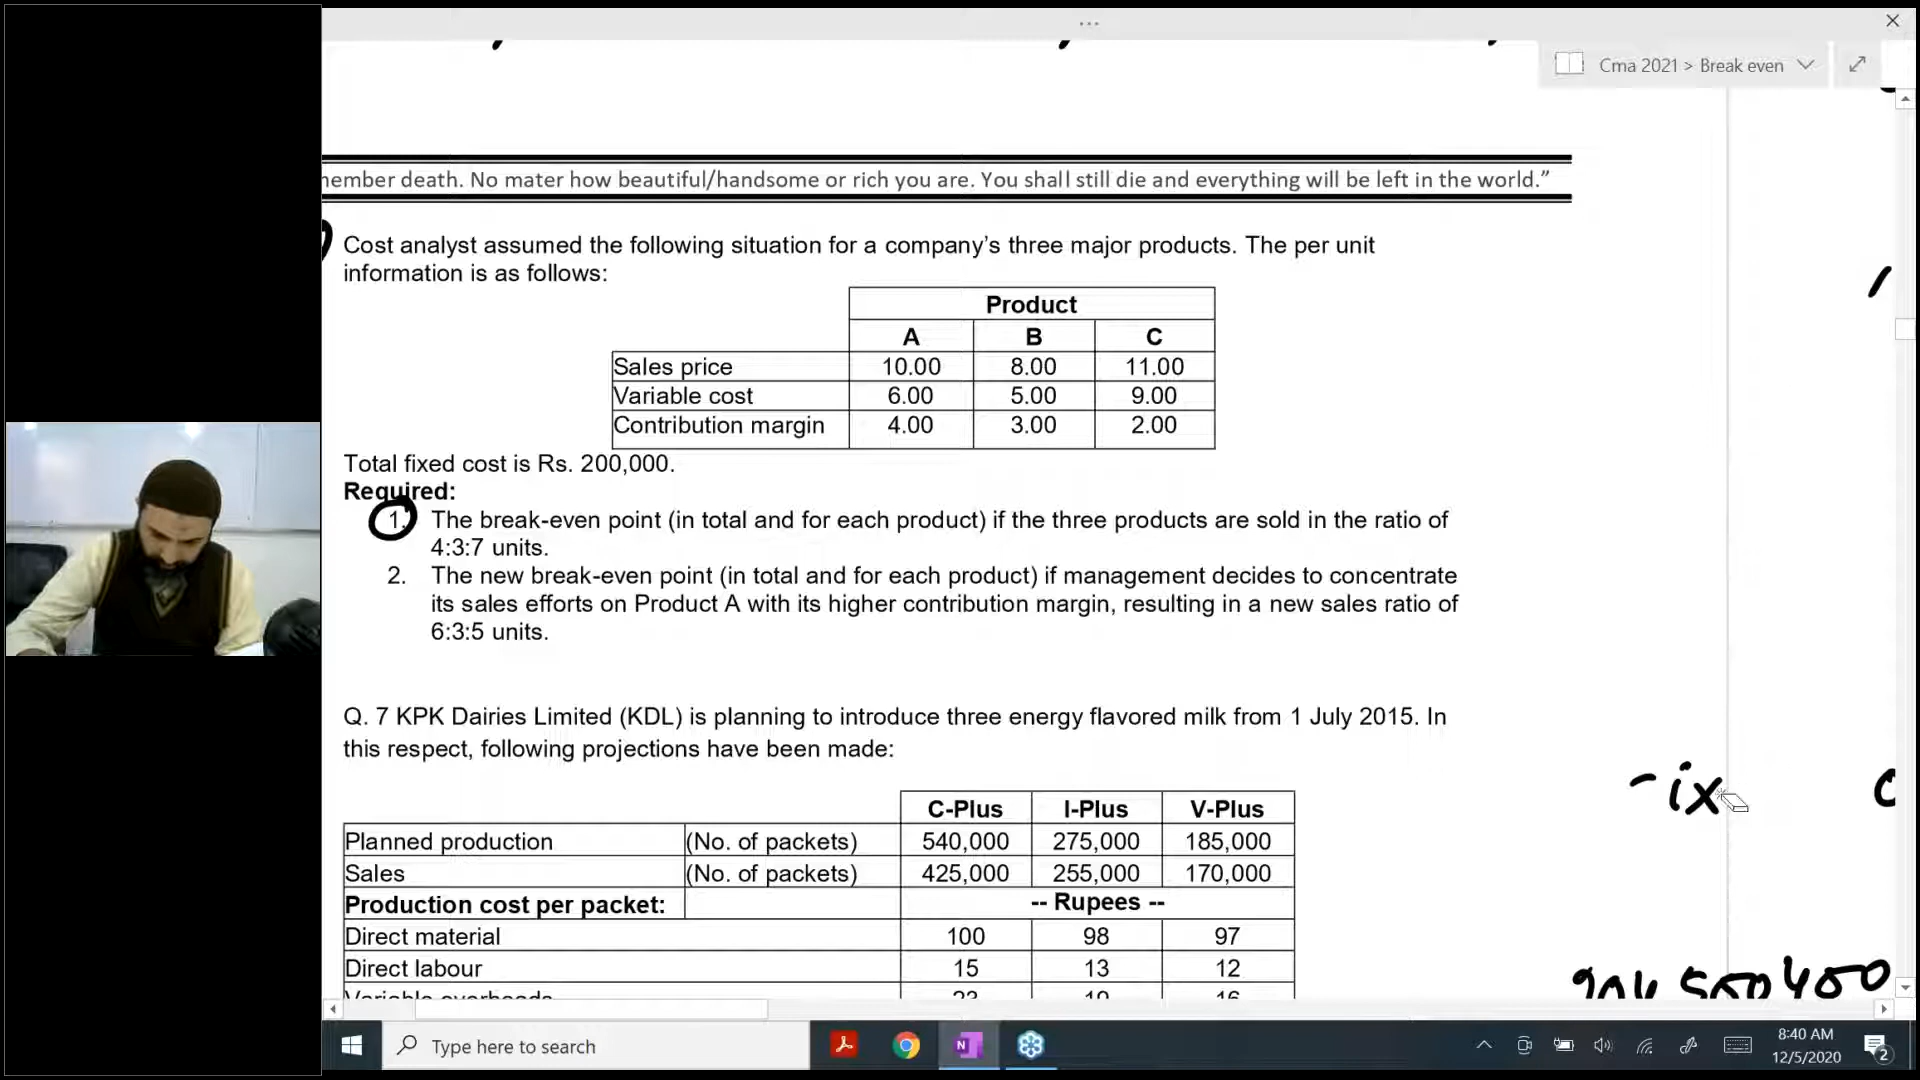 Cma 2021 > Break even
member death. No mater how beautiful/handsome or rich you are. You shall still die and everything will be left in the world.”
Cost analyst assumed the following situation for a company’s three major products. The per unit
information is as follows:
Product
A B C
Sales price 10.00 8.00 11.00
Variable cost 6.00 5.00 9.00
Contribution margin 4.00 3.00 2.00
Total fixed cost is Rs. 200,000.
Required:
1. The break-even point (in total and for each product) if the three products are sold in the ratio of
4:3:7 units.
2. The new break-even point (in total and for each product) if management decides to concentrate
its sales efforts on Product A with its higher contribution margin, resulting in a new sales ratio of
6:3:5 units.
Q. 7 KPK Dairies Limited (KDL) is planning to introduce three energy flavored milk from 1 July 2015. In
this respect, following projections have been made:
ix
C-Plus I-Plus V-Plus
Planned production (No. of packets) 540,000 275,000 185,000
Sales (No. of packets) 425,000 255,000 170,000
Production cost per packet: -- Rupees --
Direct material 100 98 97
Direct labour 15 13 12
Variable overheads
Type here to search
8:40 AM
12/5/2020
2